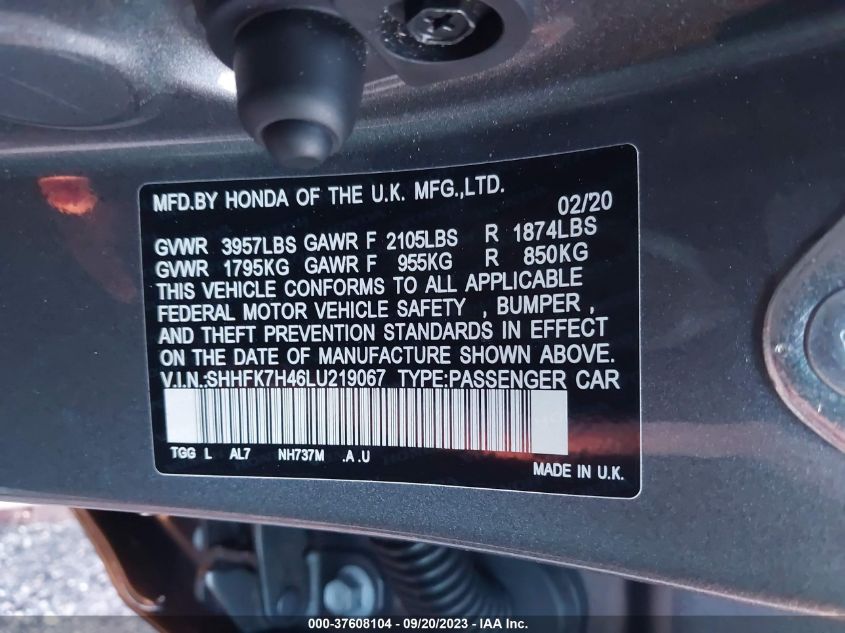 MFD.BY HONDA OF THE U.K. MFG.,LTD.
02/20
GVWR 3957LBS GAWR F 2105LBS R 1874LBS
GVWR 1795KG GAWR F 955KG R 850KG
THIS VEHICLE CONFORMS TO ALL APPLICABLE
FEDERAL MOTOR VEHICLE SAFETY , BUMPER ,
AND THEFT PREVENTION STANDARDS IN EFFECT
ON THE DATE OF MANUFACTURE SHOWN ABOVE.
V.I.N.:SHHFK7H46LU219067 TYPE:PASSENGER CAR
TGG L AL7 NH737M .A .U
MADE IN U.K.
000-37608104 - 09/20/2023 - IAA Inc.